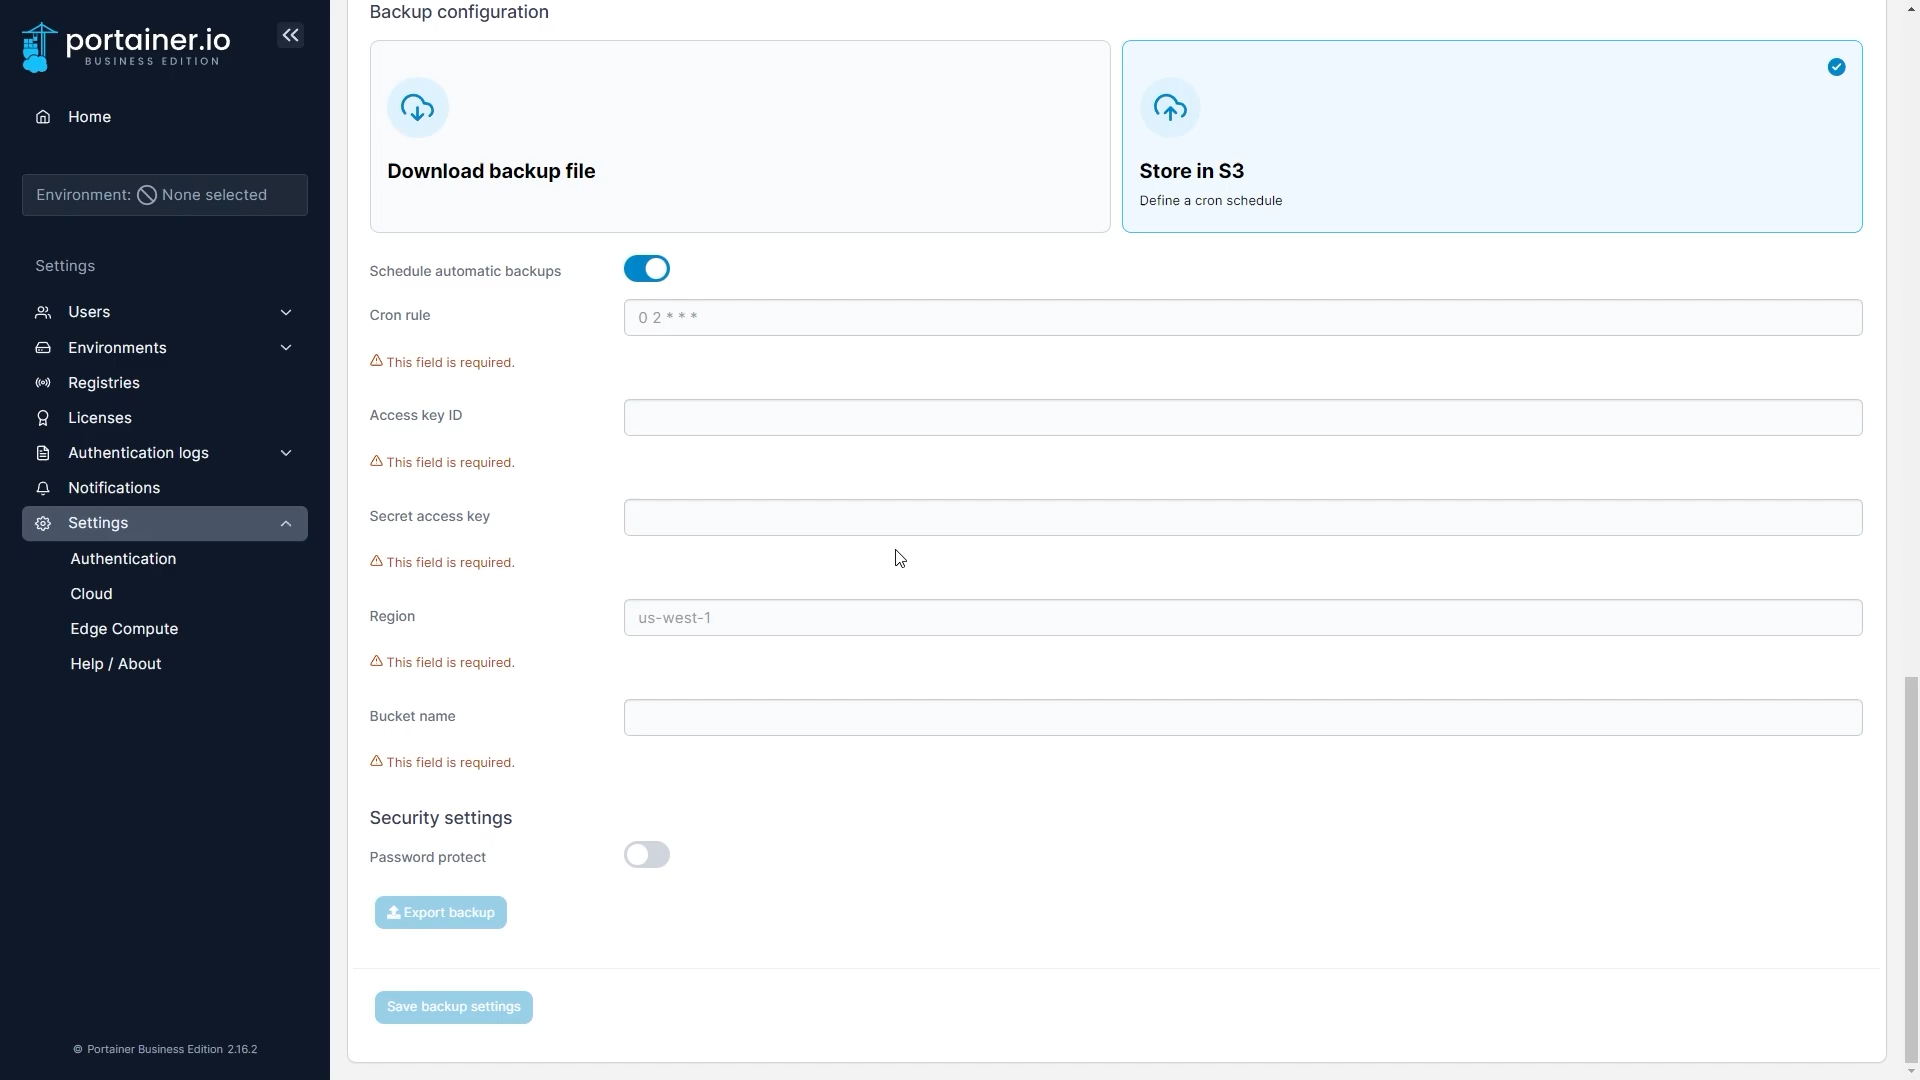 portainer.io
BUSINESS EDITION
Home
Environment: None selected
Settings
Users
Environments
Registries
Licenses
Authentication logs
Notifications
Settings
Authentication
Cloud
Edge Compute
Help / About
© Portainer Business Edition 2.16.2
Backup configuration
Download backup file
Store in S3
Define a cron schedule
Schedule automatic backups
Cron rule
0 2 * * *
This field is required.
Access key ID
This field is required.
Secret access key
This field is required.
Region
us-west-1
This field is required.
Bucket name
This field is required.
Security settings
Password protect
Export backup
Save backup settings